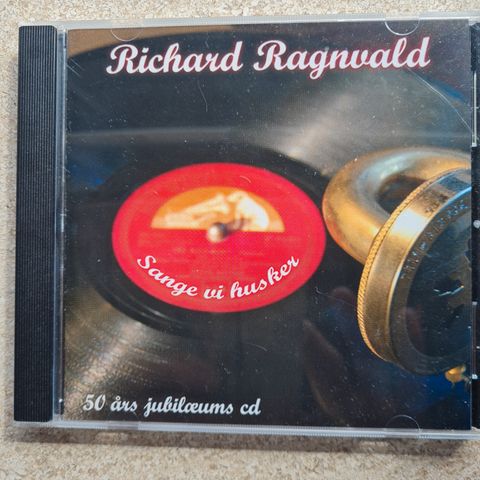 Richard Ragnvald
Sange vi husker
50 års jubilæums cd